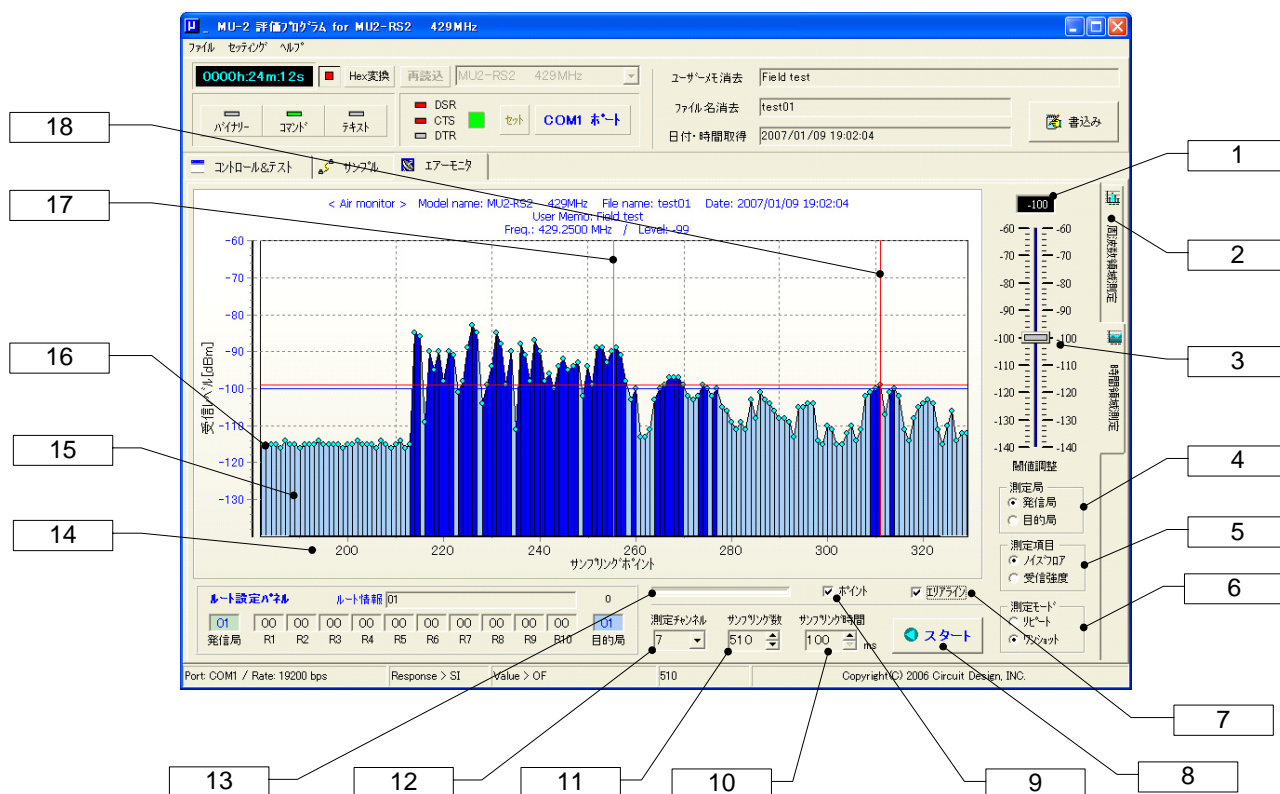 μ_ MU-2 評価ﾌﾟﾛｸﾞﾗﾑ for MU2-RS2 429MHz
ﾌｧｲﾙ ｾｯﾃｨﾝｸﾞ ﾍﾙﾌﾟ
0000h:24m:12s Hex変換 再読込 MU2-RS2 429MHz
ﾕｰｻﾞｰﾒﾓ消去 Field test
ﾌｧｲﾙ名消去 test01
日付・時間取得 2007/01/09 19:02:04
書込み
ﾊﾞｲﾅﾘｰ ｺﾏﾝﾄﾞ ﾃｷｽﾄ
DSR
CTS
DTR
ｾｯﾄ COM1 ﾎﾟｰﾄ
ｺﾝﾄﾛｰﾙ&ﾃｽﾄ ｻﾝﾌﾟﾙ ｴｱｰﾓﾆﾀ
< Air monitor > Model name: MU2-RS2 429MHz File name: test01 Date: 2007/01/09 19:02:04
User Memo: Field test
Freq.: 429.2500 MHz / Level: -99
受信ﾚﾍﾞﾙ[dBm]
-60
-70
-80
-90
-100
-110
-120
-130
200 220 240 260 280 300 320
ｻﾝﾌﾟﾘﾝｸﾞﾎﾟｲﾝﾄ
-100
-60 -60
-70 -70
-80 -80
-90 -90
-100 -100
-110 -110
-120 -120
-130 -130
-140 -140
閾値調整
周波数領域測定
時間領域測定
測定局
発信局
目的局
測定項目
ﾉｲｽﾞﾌﾛｱ
受信強度
測定ﾓｰﾄﾞ
ﾘﾋﾟｰﾄ
ﾜﾝｼｮｯﾄ
ﾙｰﾄ設定ﾊﾟﾈﾙ ﾙｰﾄ情報 01 0
01 00 00 00 00 00 00 00 00 00 00 01
発信局 R1 R2 R3 R4 R5 R6 R7 R8 R9 R10 目的局
ﾎﾟｲﾝﾄ ｴﾘｱﾗｲﾝ
測定ﾁｬﾝﾈﾙ ｻﾝﾌﾟﾘﾝｸﾞ数 ｻﾝﾌﾟﾘﾝｸﾞ時間
7 510 100 ms
ｽﾀｰﾄ
Port: COM1 / Rate: 19200 bps Response > SI Value > OF 510 Copyright(C) 2006 Circuit Design, INC.
1
2
3
4
5
6
7
8
9
10
11
12
13
14
15
16
17
18